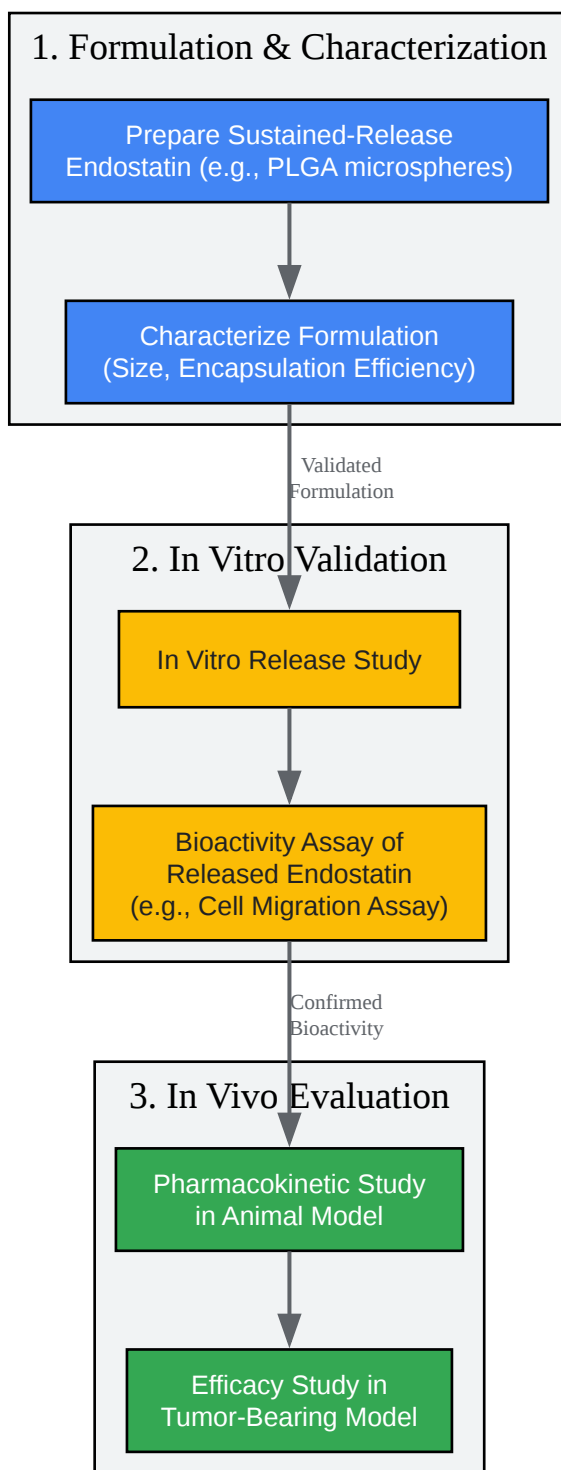 1. Formulation & Characterization
Prepare Sustained-Release
Endostatin (e.g., PLGA microspheres)
Characterize Formulation
(Size, Encapsulation Efficiency)
Validated
Formulation
2. In Vitro Validation
In Vitro Release Study
Bioactivity Assay of
Released Endostatin
(e.g., Cell Migration Assay)
Confirmed
Bioactivity
3. In Vivo Evaluation
Pharmacokinetic Study
in Animal Model
Efficacy Study in
Tumor-Bearing Model